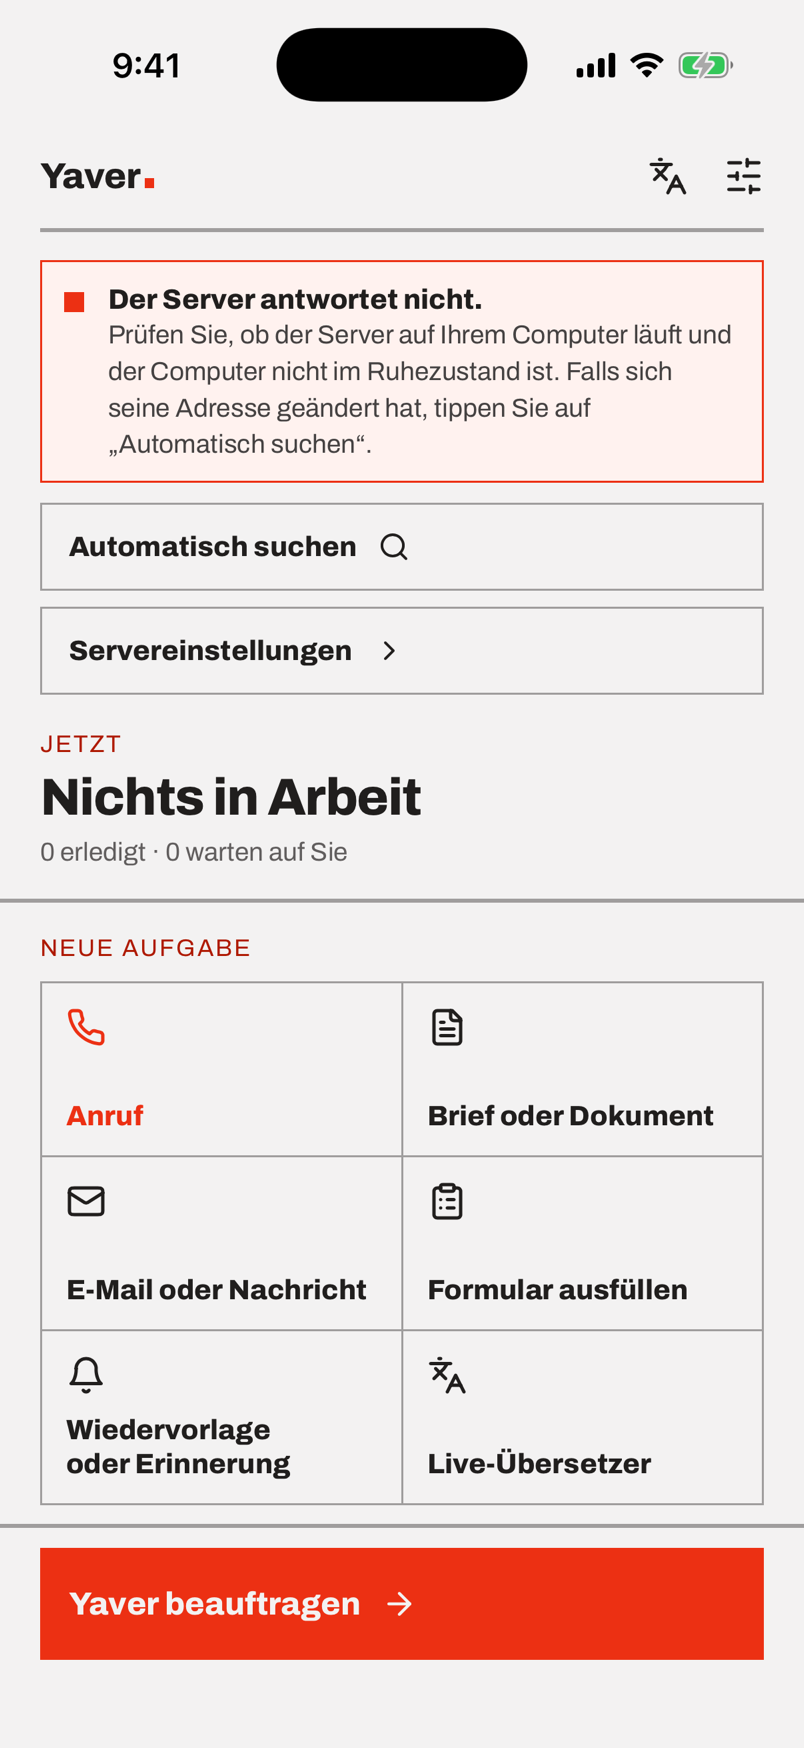 9:41
Yaver.
Der Server antwortet nicht.
Prüfen Sie, ob der Server auf Ihrem Computer läuft und
der Computer nicht im Ruhezustand ist. Falls sich
seine Adresse geändert hat, tippen Sie auf
„Automatisch suchen“.
Automatisch suchen
Servereinstellungen
JETZT
Nichts in Arbeit
0 erledigt · 0 warten auf Sie
NEUE AUFGABE
Anruf
Brief oder Dokument
E-Mail oder Nachricht
Formular ausfüllen
Wiedervorlage
oder Erinnerung
Live-Übersetzer
Yaver beauftragen